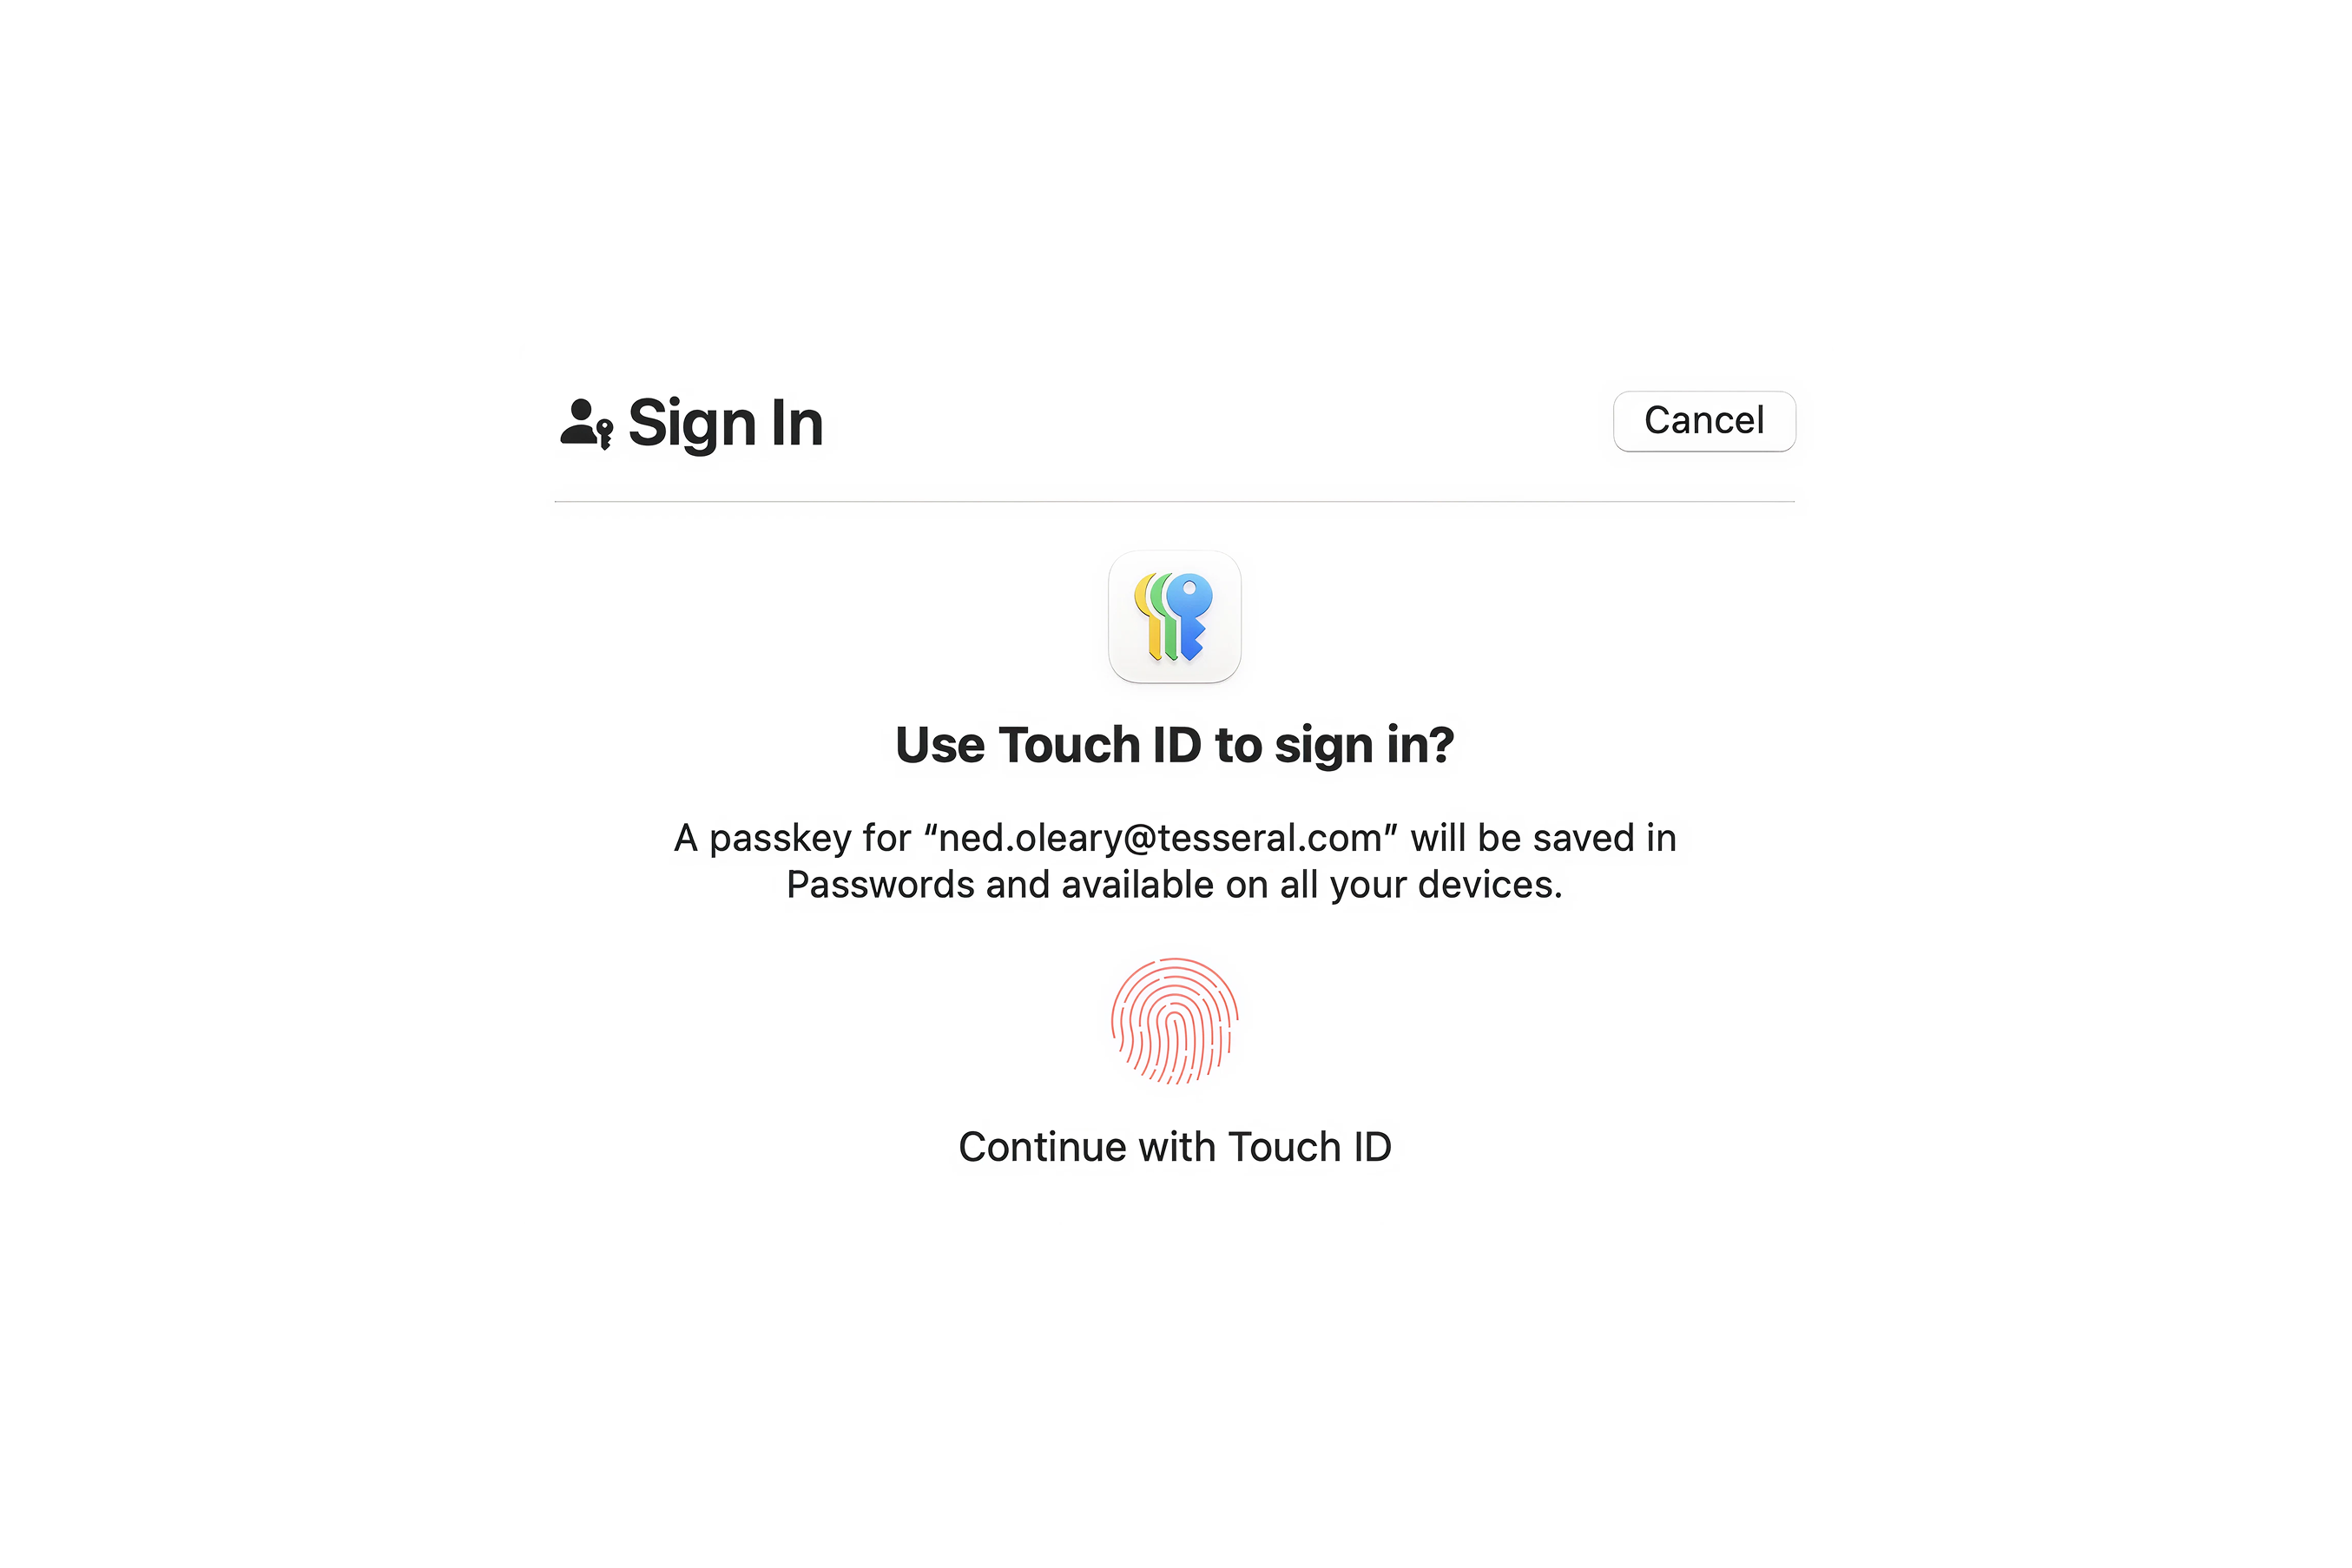 Sign In
Cancel
Use Touch ID to sign in?
A passkey for “ned.oleary@tesseral.com” will be saved in
Passwords and available on all your devices.
Continue with Touch ID